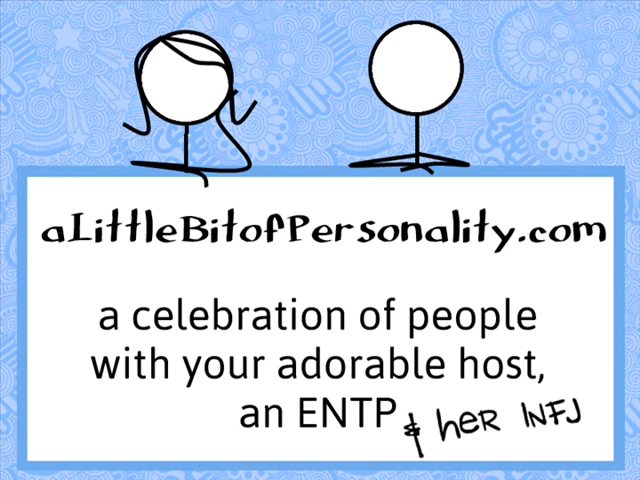 aLittleBitofPersonality.com
a celebration of people
with your adorable host,
an ENTP & her INFJ